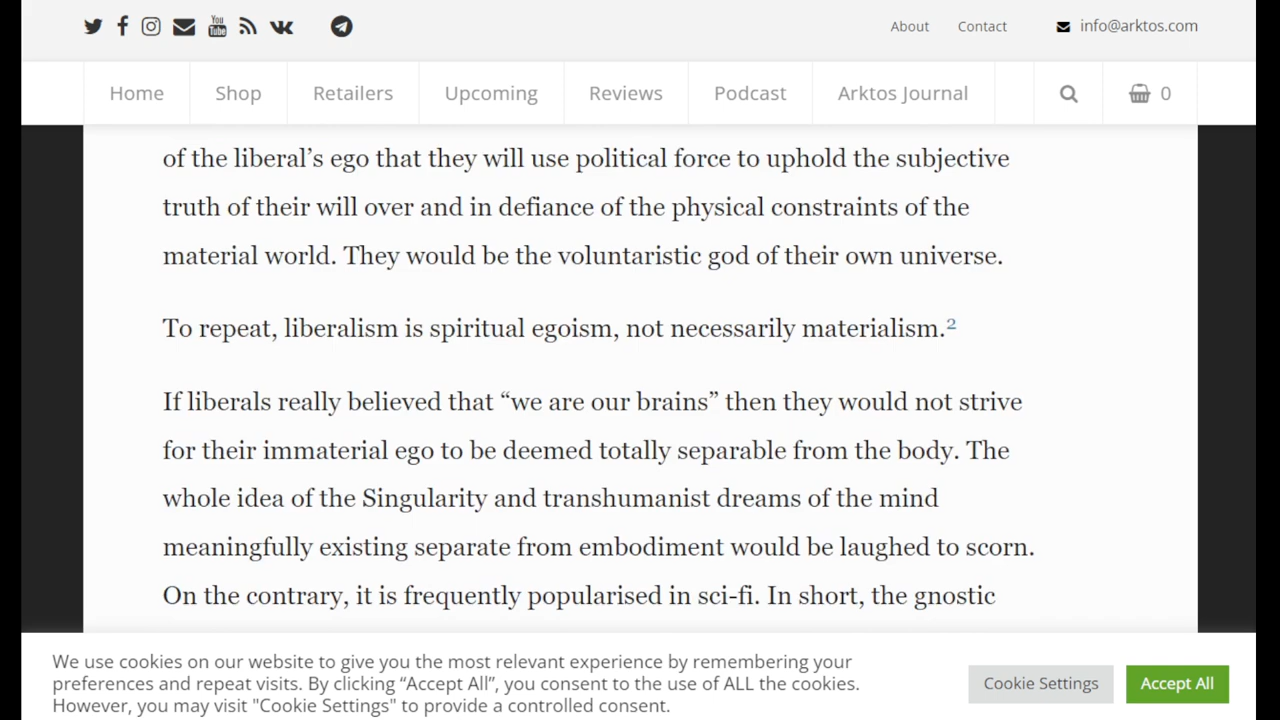 You Tube
About Contact info@arktos.com
Home Shop Retailers Upcoming Reviews Podcast Arktos Journal 0
of the liberal’s ego that they will use political force to uphold the subjective
truth of their will over and in defiance of the physical constraints of the
material world. They would be the voluntaristic god of their own universe.
To repeat, liberalism is spiritual egoism, not necessarily materialism.2
If liberals really believed that “we are our brains” then they would not strive
for their immaterial ego to be deemed totally separable from the body. The
whole idea of the Singularity and transhumanist dreams of the mind
meaningfully existing separate from embodiment would be laughed to scorn.
On the contrary, it is frequently popularised in sci-fi. In short, the gnostic
We use cookies on our website to give you the most relevant experience by remembering your
preferences and repeat visits. By clicking “Accept All”, you consent to the use of ALL the cookies.
However, you may visit "Cookie Settings" to provide a controlled consent.
Cookie Settings Accept All